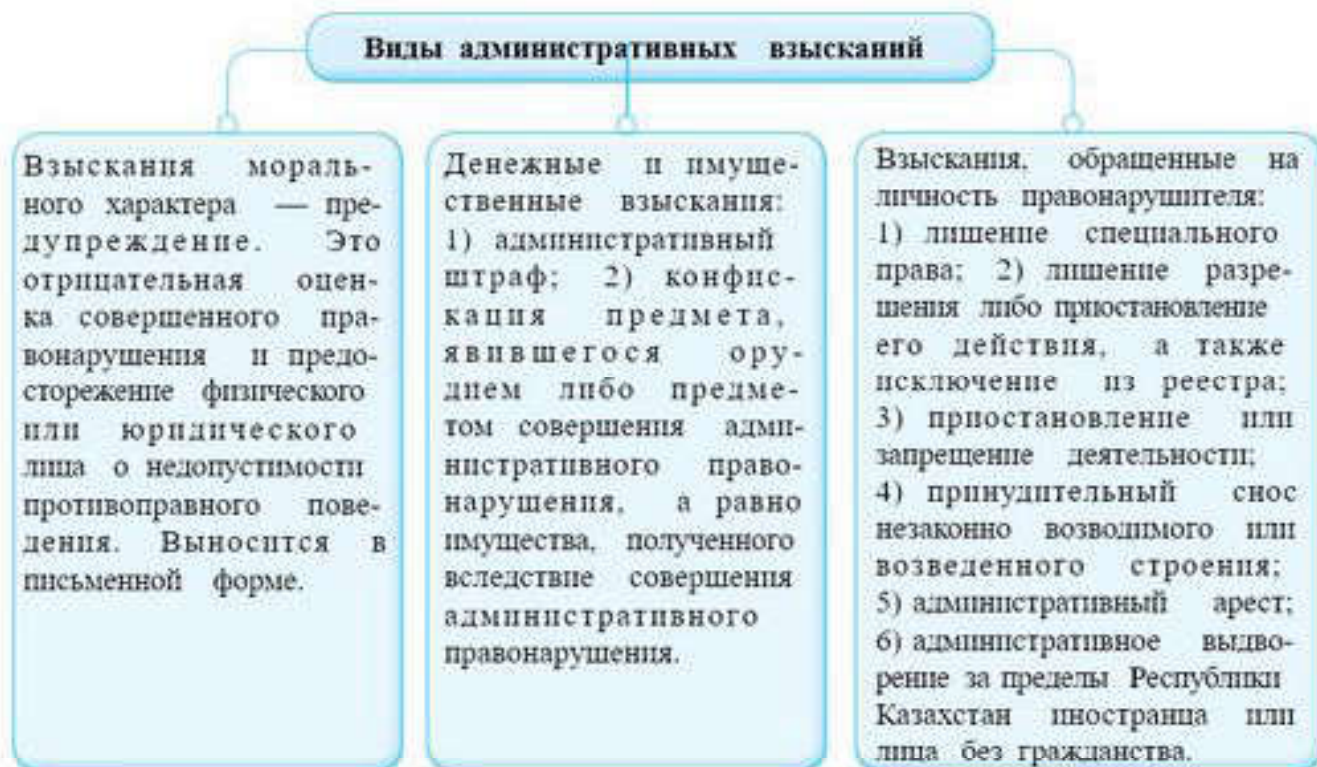 Виды административных взысканий
Взыскания мораль-
ного характера — пре-
дупреждение. Это
отрицательная оцен-
ка совершенного пра-
вонарушения и предо-
сторежение физического
или юридического
лица о недопустимости
противоправного пове-
дения. Выносится в
письменной форме.
Денежные и имуще-
ственные взыскания:
1) административный
штраф; 2) конфис-
кация предмета,
явившегося ору-
дием либо предме-
том совершения адми-
нистративного право-
нарушения, а равно
имущества, полученного
вследствие совершения
административного
правонарушения.
Взыскания, обращенные на
личность правонарушителя:
1) лишение специального
права; 2) лишение разре-
шения либо приостановление
его действия, а также
исключение из реестра;
3) приостановление или
запрещение деятельности;
4) принудительный снос
незаконно возводимого или
возведенного строения;
5) административный арест;
6) административное выдво-
рение за пределы Республики
Казахстан иностранца или
лица без гражданства.